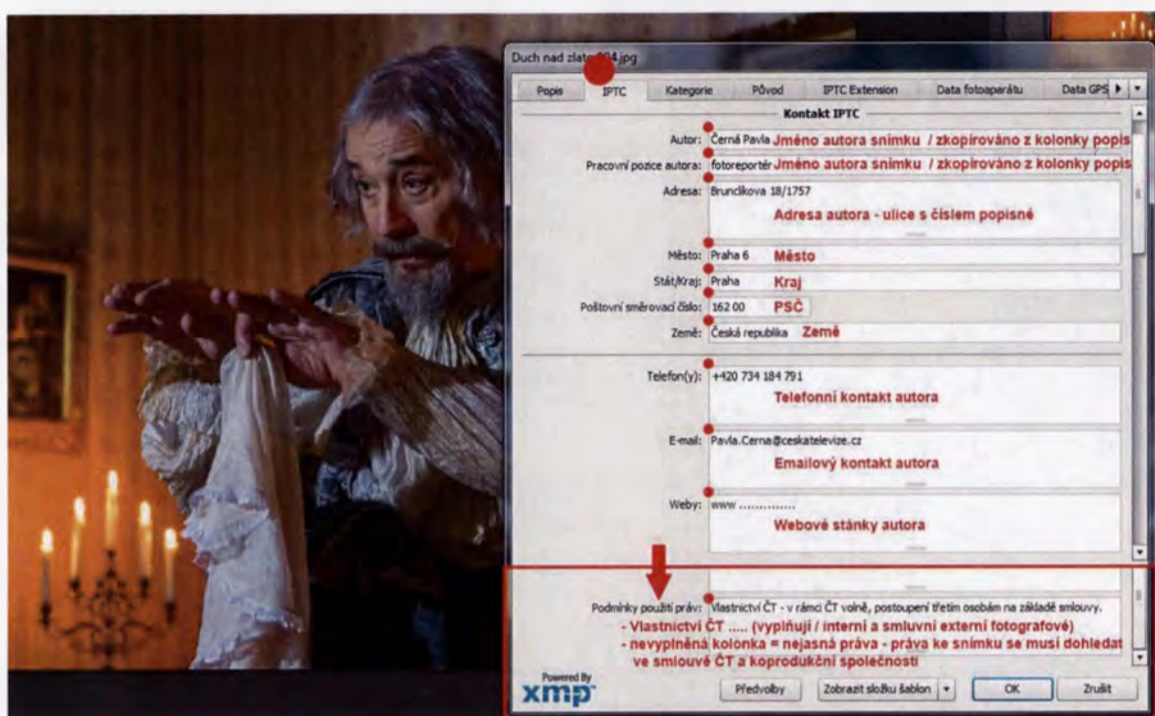 Duch nad
Popis IPTC Kategorie Původ IPTC Extension Data fotoaparátu Data GPS
Kontakt IPTC
Autor: Černá Pavla Jméno autora snímku / zkopírováno z kolonky popis
Pracovní pozice autora: fotoreportér Jméno autora snímku / zkopírováno z kolonky popis
Adresa: Brunclíkova 18/1757
Adresa autora - ulice s číslem popisné
Město: Praha 6 Město
Stát/Kraj: Praha Kraj
Poštovní směrovací číslo: 162 00 PSČ
Země: Česká republika Země
Telefon(y): +420 734 184 791
Telefonní kontakt autora
E-mail: Pavla.Cerna@ceskatelevize.cz
Emailový kontakt autora
Weby: www ..............
Webové stánky autora
Podmínky použití práv: Vlastnictví ČT - v rámci ČT volně, postoupení třetím osobám na základě smlouvy.
- Vlastnictví ČT ..... (vyplňují / interní a smluvní externí fotografové)
- nevyplněná kolonka = nejasná práva - práva ke snímku se musí dohledat
ve smlouvě ČT a koprodukční společnosti
Powered By
xmp
Předvolby Zobrazit složku šablon OK Zrušit